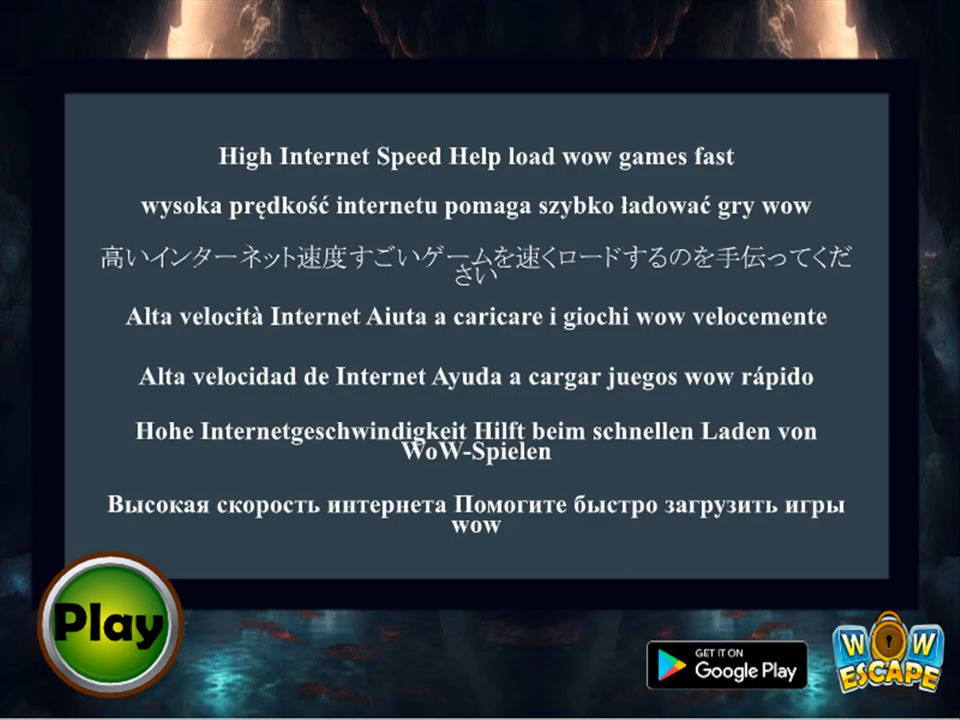 High Internet Speed Help load wow games fast
wysoka prędkość internetu pomaga szybko ładować gry wow
高いインターネット速度すごいゲームを速くロードするのを手伝ってくだ
さい
Alta velocità Internet Aiuta a caricare i giochi wow velocemente
Alta velocidad de Internet Ayuda a cargar juegos wow rápido
Hohe Internetgeschwindigkeit Hilft beim schnellen Laden von
WoW-Spielen
Высокая скорость интернета Помогите быстро загрузить игры
wow
Play
GET IT ON
Google Play
WOW
ESCAPE